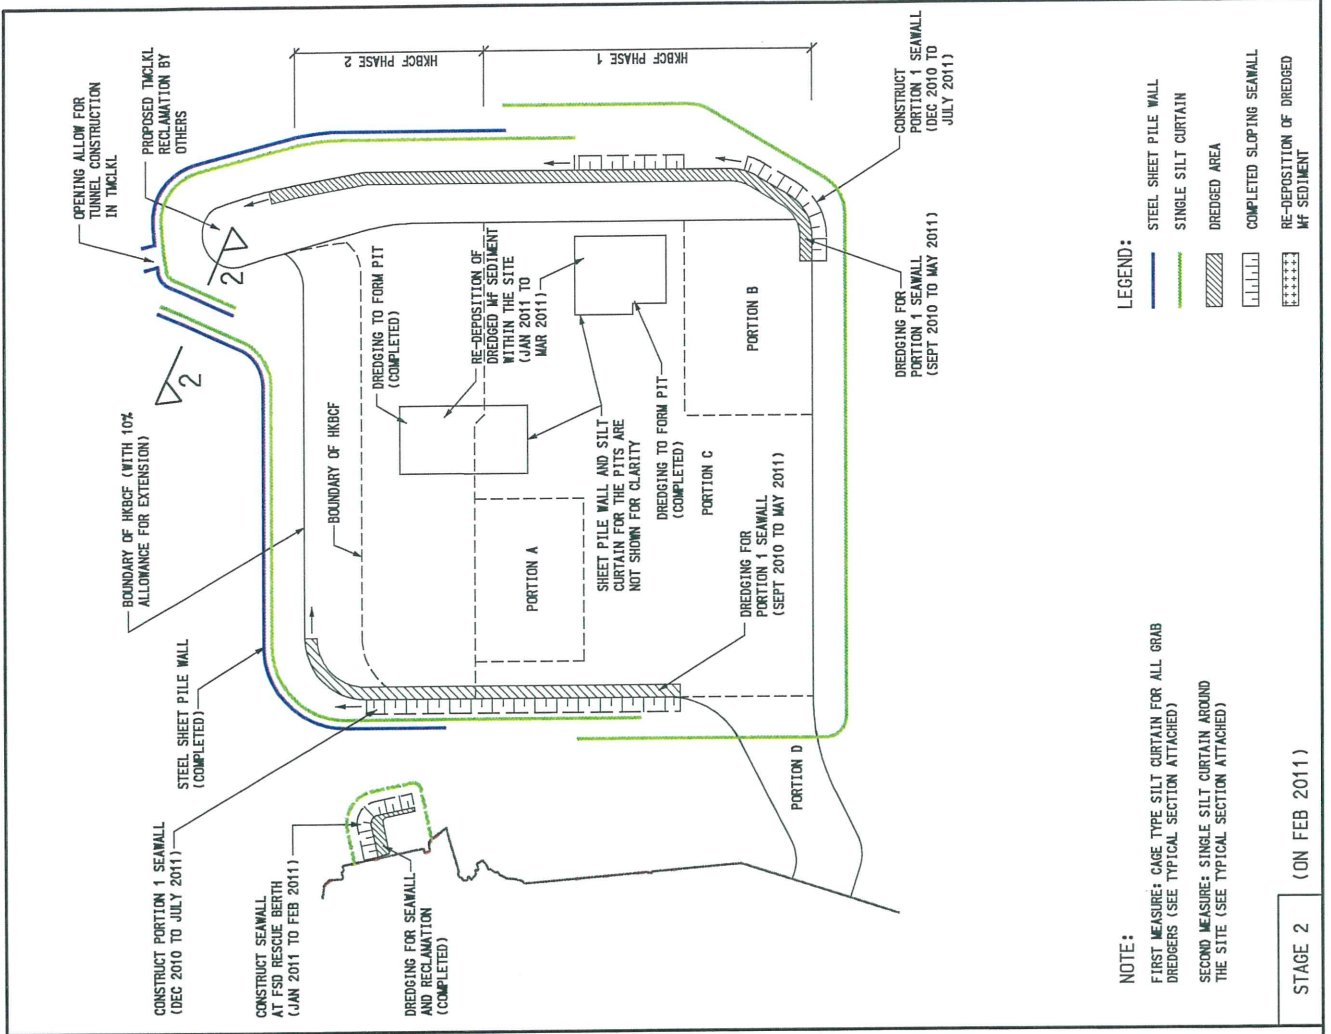 OPENING ALLOW FOR
TUNNEL CONSTRUCTION
IN TMCLKL
PROPOSED TMCLKL
RECLAMATION BY
OTHERS
HKBCF PHASE 2
HKBCF PHASE 1
CONSTRUCT
PORTION 1 SEAWALL
(DEC 2010 TO
JULY 2011)
BOUNDARY OF HKBCF (WITH 10%
ALLOWANCE FOR EXTENSION)
2
2
STEEL SHEET PILE WALL
(COMPLETED)
BOUNDARY OF HKBCF
DREDGING TO FORM PIT
(COMPLETED)
RE-DEPOSITION OF
DREDGED Mf SEDIMENT
WITHIN THE SITE
(JAN 2011 TO
MAR 2011)
PORTION A
SHEET PILE WALL AND SILT
CURTAIN FOR THE PITS ARE
NOT SHOWN FOR CLARITY
DREDGING TO FORM PIT
(COMPLETED)
PORTION C
PORTION B
DREDGING FOR
PORTION 1 SEAWALL
(SEPT 2010 TO MAY 2011)
DREDGING FOR
PORTION 1 SEAWALL
(SEPT 2010 TO MAY 2011)
PORTION D
CONSTRUCT PORTION 1 SEAWALL
(DEC 2010 TO JULY 2011)
CONSTRUCT SEAWALL
AT FSD RESCUE BERTH
(JAN 2011 TO FEB 2011)
DREDGING FOR SEAWALL
AND RECLAMATION
(COMPLETED)
LEGEND:
STEEL SHEET PILE WALL
SINGLE SILT CURTAIN
DREDGED AREA
COMPLETED SLOPING SEAWALL
RE-DEPOSITION OF DREDGED
Mf SEDIMENT
NOTE:
FIRST MEASURE: CAGE TYPE SILT CURTAIN FOR ALL GRAB
DREDGERS (SEE TYPICAL SECTION ATTACHED)
SECOND MEASURE: SINGLE SILT CURTAIN AROUND
THE SITE (SEE TYPICAL SECTION ATTACHED)
STAGE 2 (ON FEB 2011)